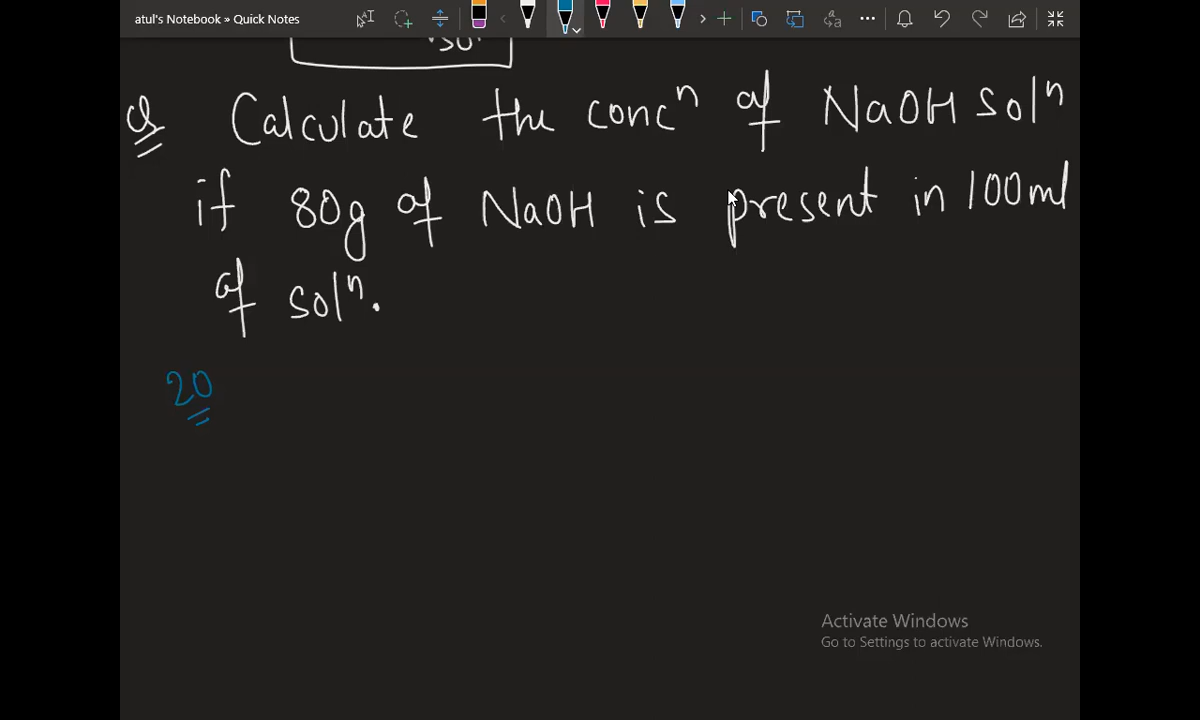 atul's Notebook » Quick Notes
Q Calculate the concⁿ of NaOH Solⁿ
if 80g of NaOH is present in 100ml
of solⁿ.
20
Activate Windows
Go to Settings to activate Windows.